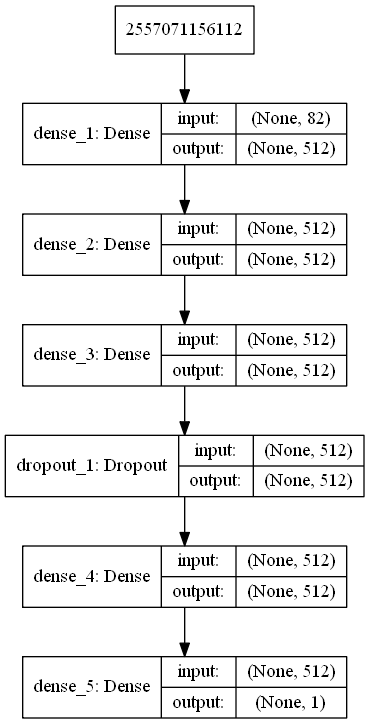 2557071156112
dense_1: Dense
input: (None, 82)
output: (None, 512)
dense_2: Dense
input: (None, 512)
output: (None, 512)
dense_3: Dense
input: (None, 512)
output: (None, 512)
dropout_1: Dropout
input: (None, 512)
output: (None, 512)
dense_4: Dense
input: (None, 512)
output: (None, 512)
dense_5: Dense
input: (None, 512)
output: (None, 1)